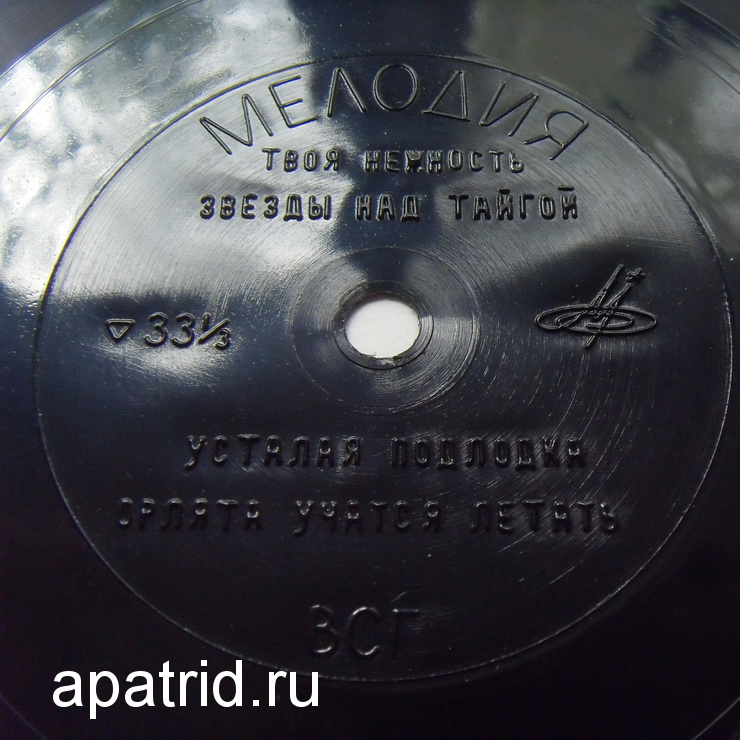 МЕЛОДИЯ
ТВОЯ НЕЖНОСТЬ
ЗВЕЗДЫ НАД ТАЙГОЙ
▽ 33⅓
УСТАЛАЯ ПОДЛОДКА
ОРЛЯТА УЧАТСЯ ЛЕТАТЬ
ВСГ
apatrid.ru